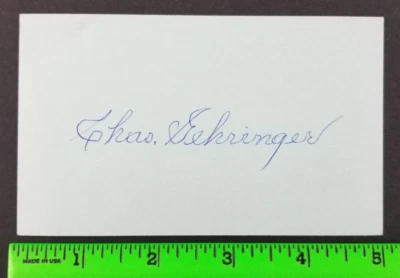 Chas. Gehringer
MADE IN USA 1 2 3 4 5